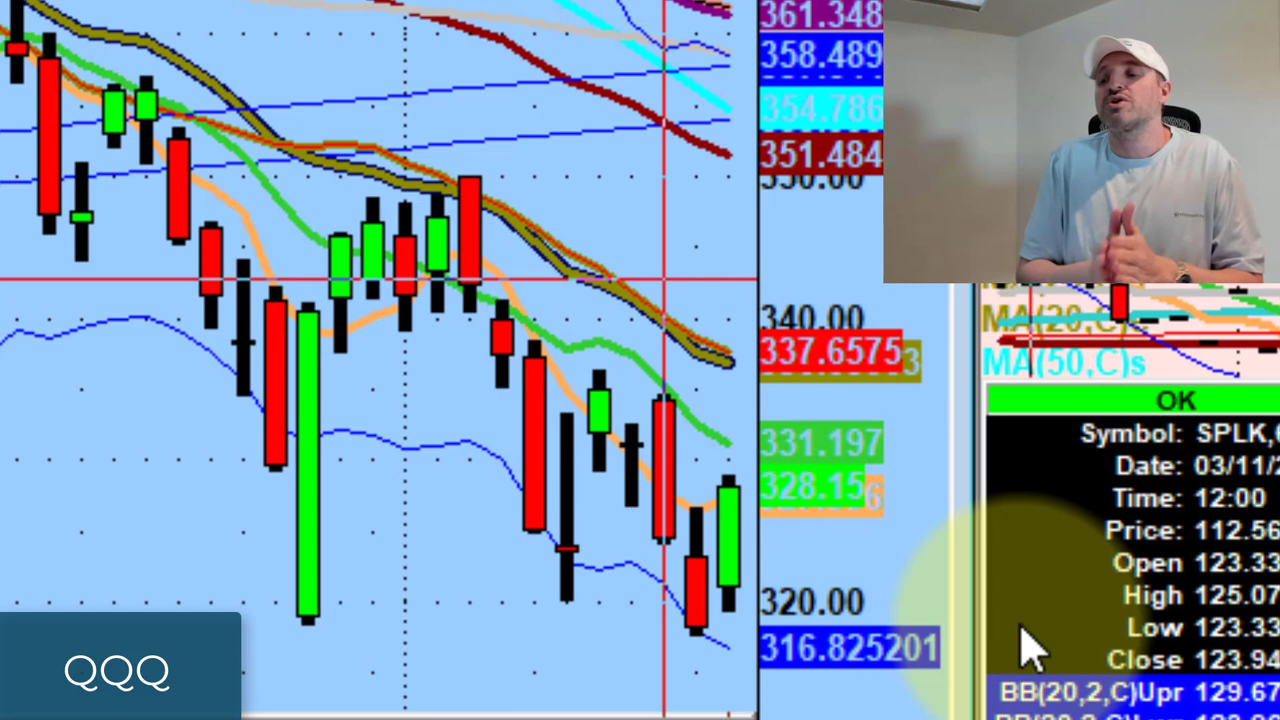 361.348
358.489
354.786
351.484
350.00
340.00
337.6575
3
331.197
328.15
6
320.00
316.825201
QQQ
MA(20,C)
MA(50,C)s
OK
Symbol: SPLK,
Date: 03/11/2
Time: 12:00
Price: 112.56
Open 123.33
High 125.07
Low 123.33
Close 123.94
BB(20,2,C)Upr 129.67